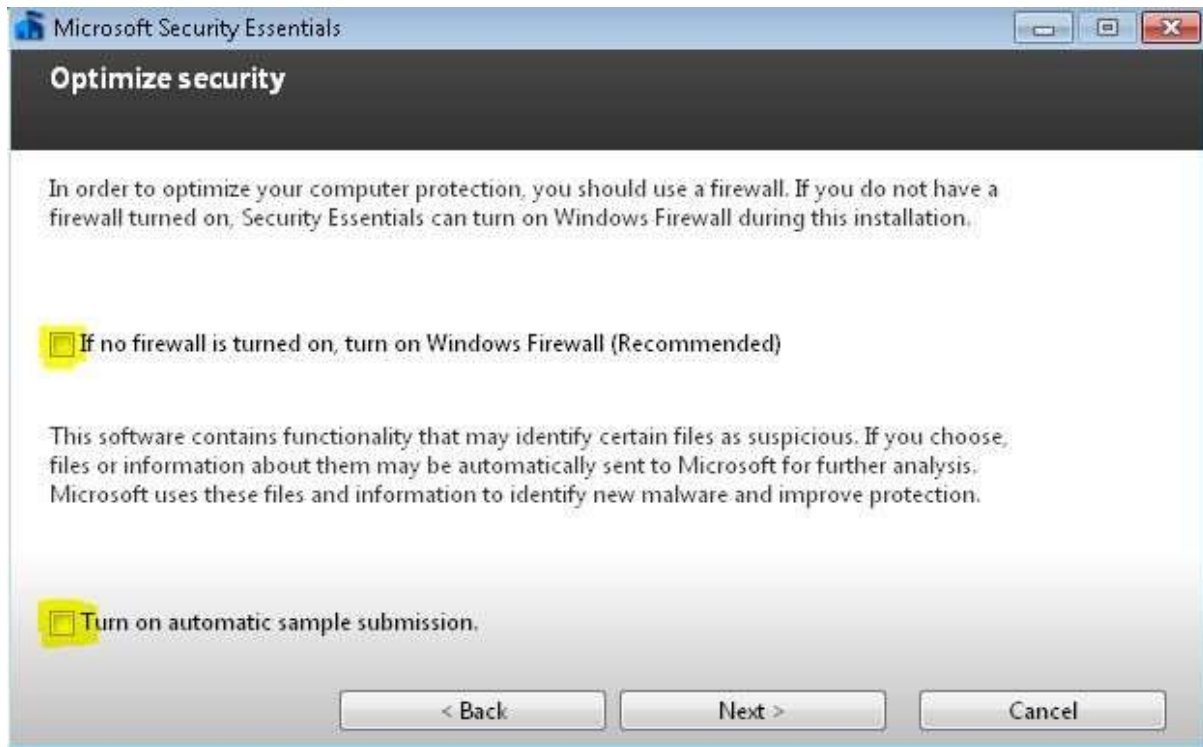 Microsoft Security Essentials
Optimize security
In order to optimize your computer protection, you should use a firewall. If you do not have a
firewall turned on, Security Essentials can turn on Windows Firewall during this installation.
If no firewall is turned on, turn on Windows Firewall (Recommended)
This software contains functionality that may identify certain files as suspicious. If you choose,
files or information about them may be automatically sent to Microsoft for further analysis.
Microsoft uses these files and information to identify new malware and improve protection.
Turn on automatic sample submission.
< Back Next > Cancel